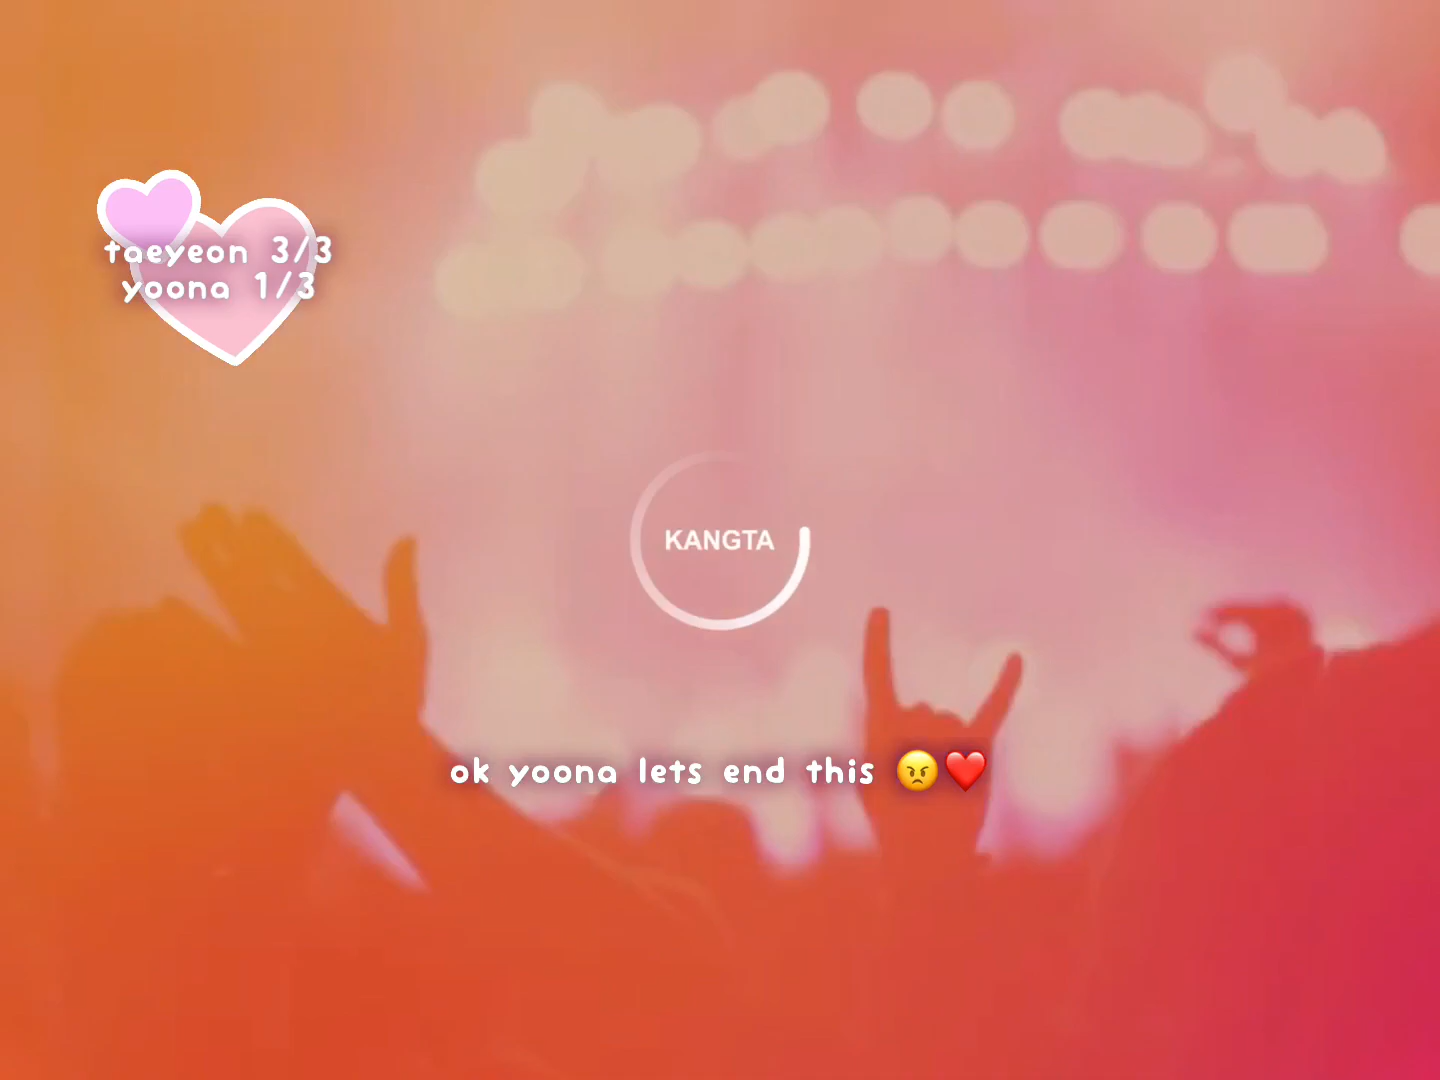 taeyeon 3/3
yoona 1/3
KANGTA
ok yoona lets end this 😠❤️